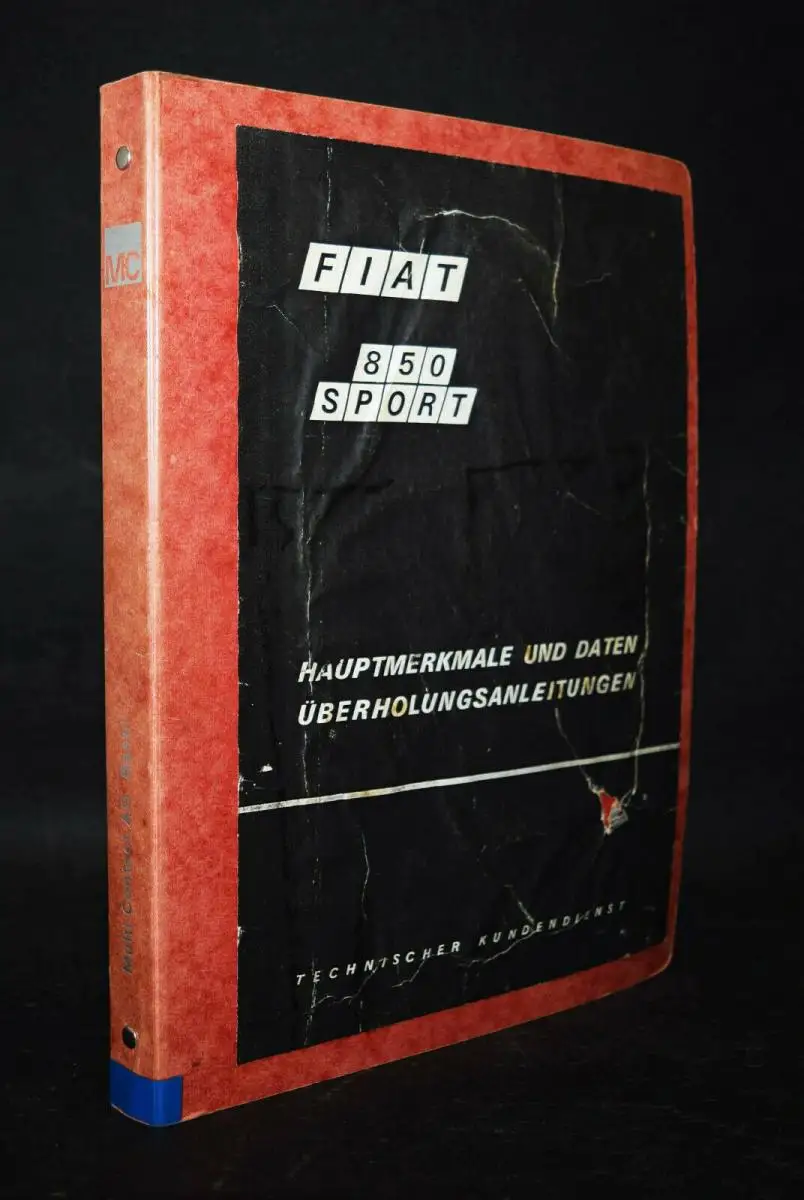 FIAT
850
SPORT
HAUPTMERKMALE UND DATEN
ÜBERHOLUNGSANLEITUNGEN
TECHNISCHER KUNDENDIENST
MC